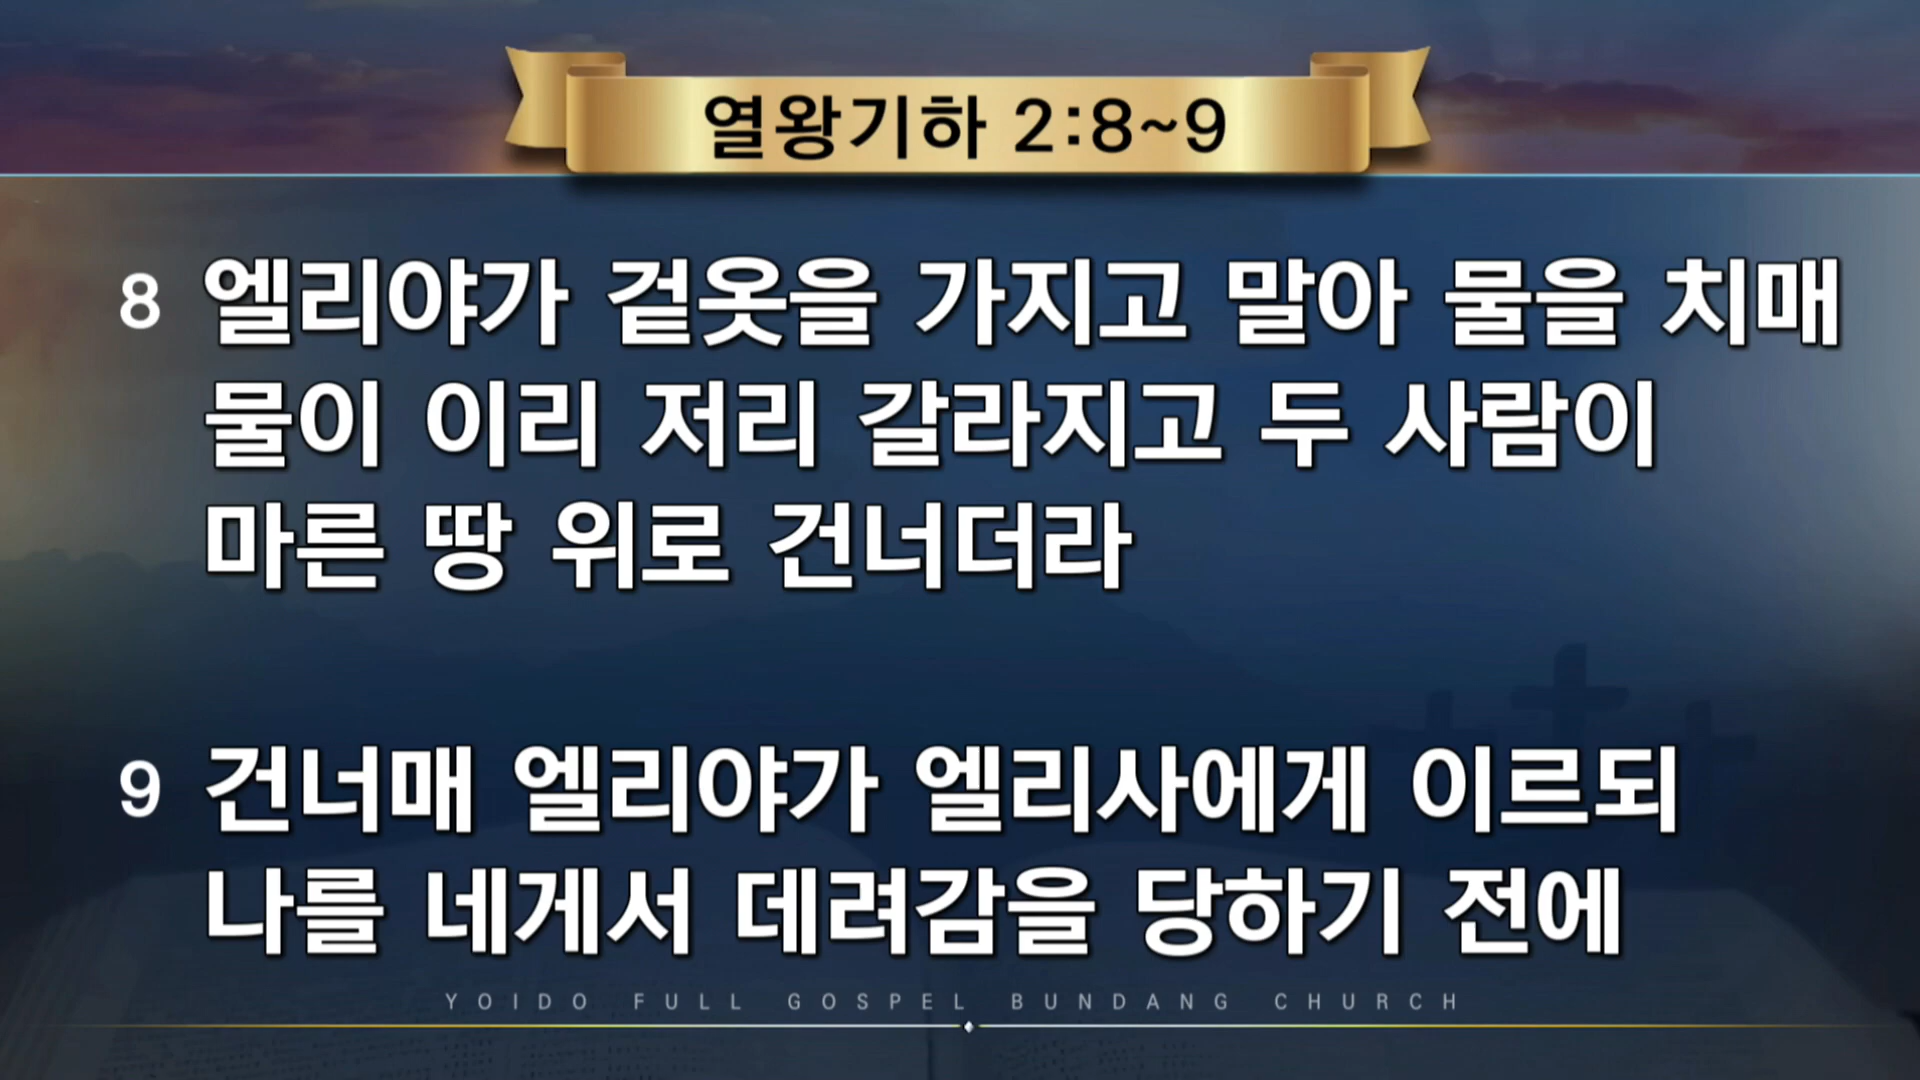 열왕기하 2:8~9
8 엘리야가 겉옷을 가지고 말아 물을 치매
물이 이리 저리 갈라지고 두 사람이
마른 땅 위로 건너더라
9 건너매 엘리야가 엘리사에게 이르되
나를 네게서 데려감을 당하기 전에
YOIDO FULL GOSPEL BUNDANG CHURCH